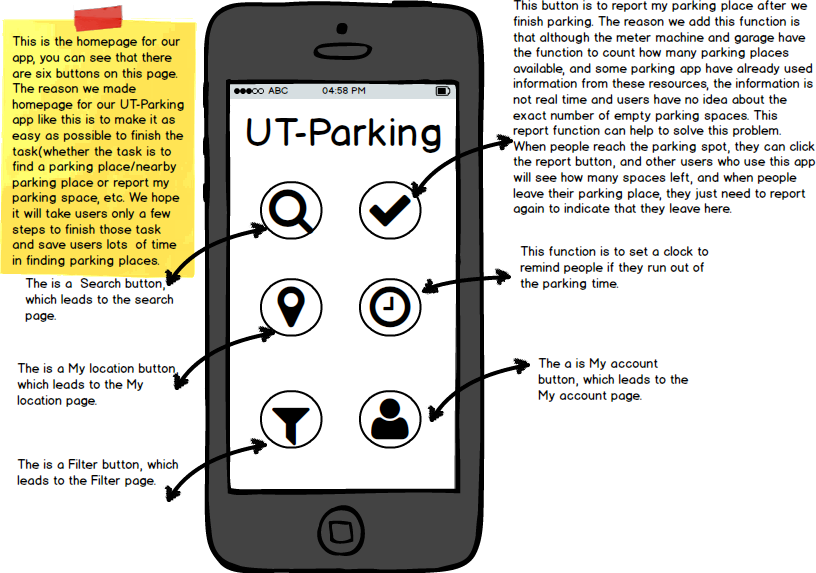 This is the homepage for our
app, you can see that there
are six buttons on this page.
The reason we made
homepage for our UT-Parking
app like this is to make it as
easy as possible to finish the
task(whether the task is to
find a parking place/nearby
parking place or report my
parking space, etc. We hope
it will take users only a few
steps to finish those task
and save users lots of time
in finding parking places.
The is a Search button,
which leads to the search
page.
The is a My location button,
which leads to the My
location page.
The is a Filter button, which
leads to the Filter page.
ABC 04:58 PM
UT-Parking
This button is to report my parking place after we
finish parking. The reason we add this function is
that although the meter machine and garage have
the function to count how many parking places
available, and some parking app have already used
information from these resources, the information is
not real time and users have no idea about the
exact number of empty parking spaces. This
report function can help to solve this problem.
When people reach the parking spot, they can click
the report button, and other users who use this app
will see how many spaces left, and when people
leave their parking place, they just need to report
again to indicate that they leave here.
This function is to set a clock to
remind people if they run out of
the parking time.
The a is My account
button, which leads to the
My account page.